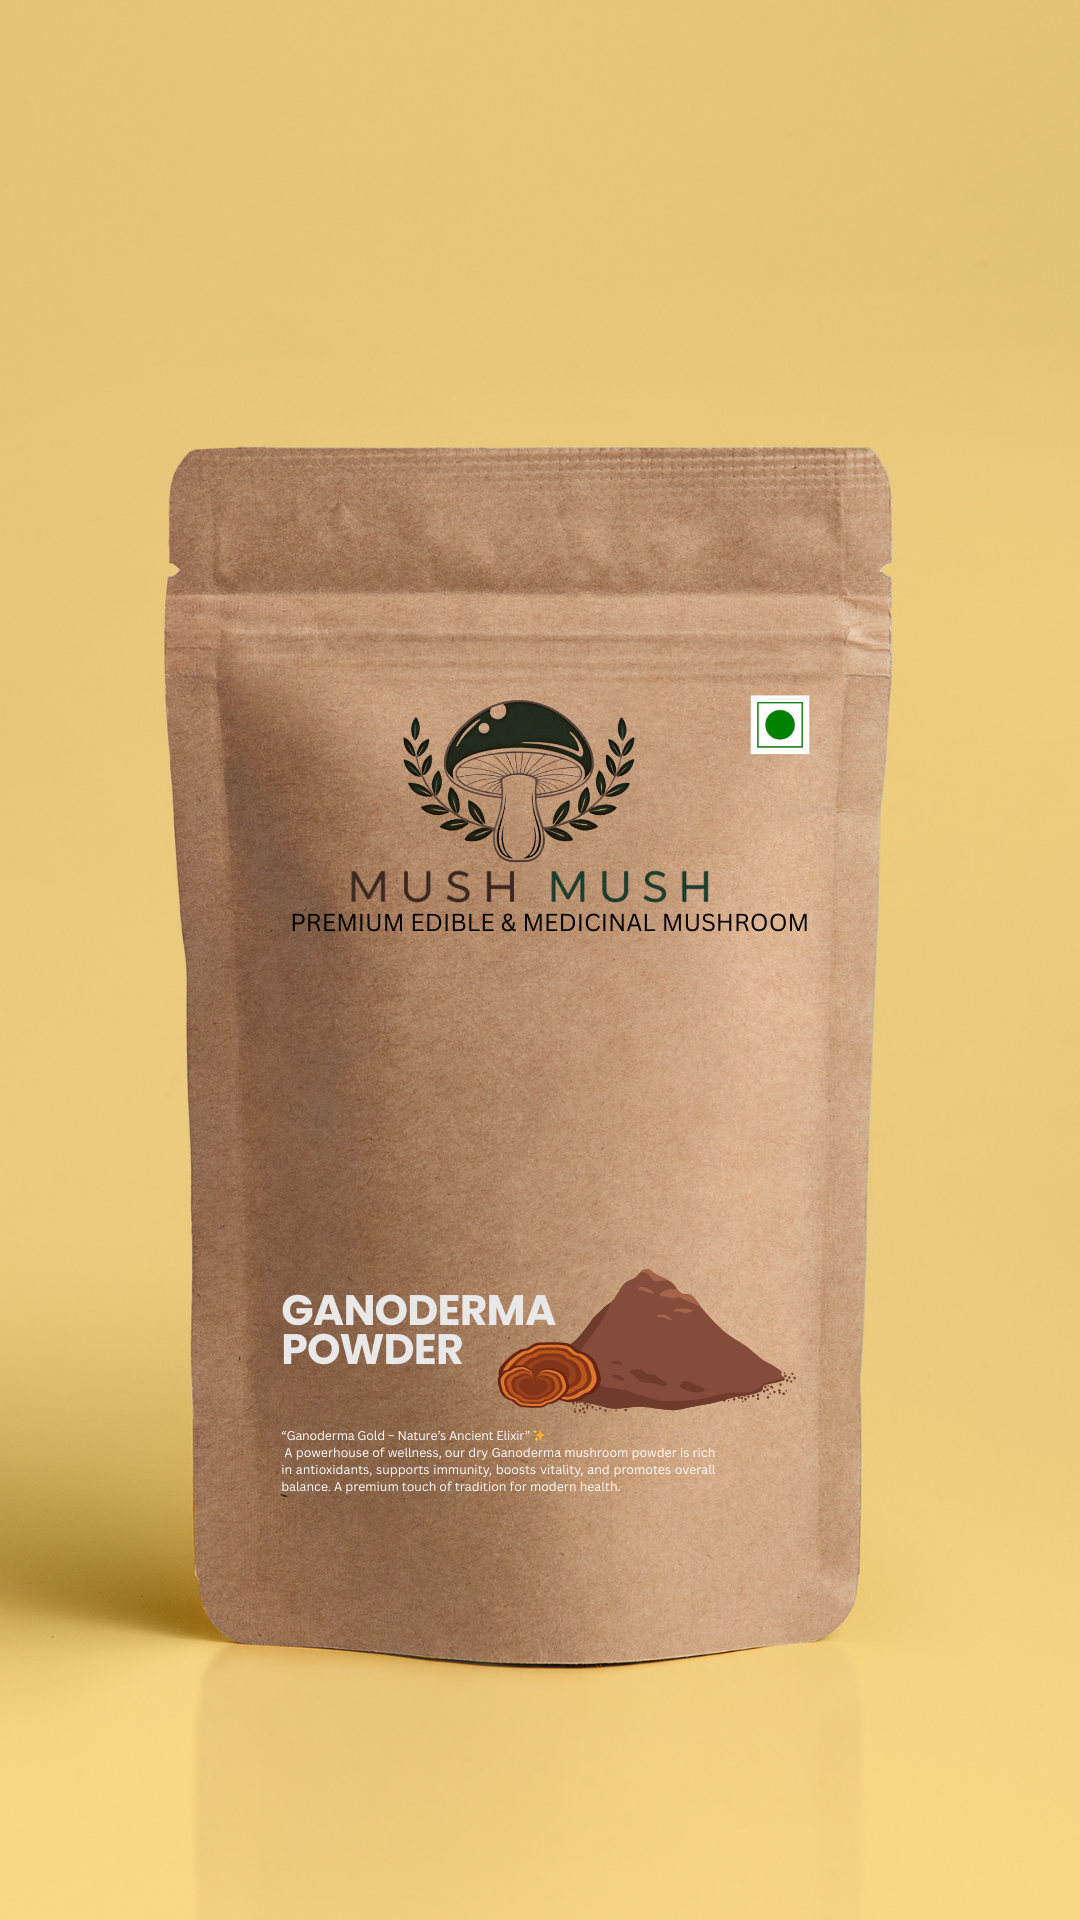 MUSH MUSH
PREMIUM EDIBLE & MEDICINAL MUSHROOM
GANODERMA
POWDER
“Ganoderma Gold – Nature’s Ancient Elixir”✨
A powerhouse of wellness, our dry Ganoderma mushroom powder is rich
in antioxidants, supports immunity, boosts vitality, and promotes overall
balance. A premium touch of tradition for modern health.